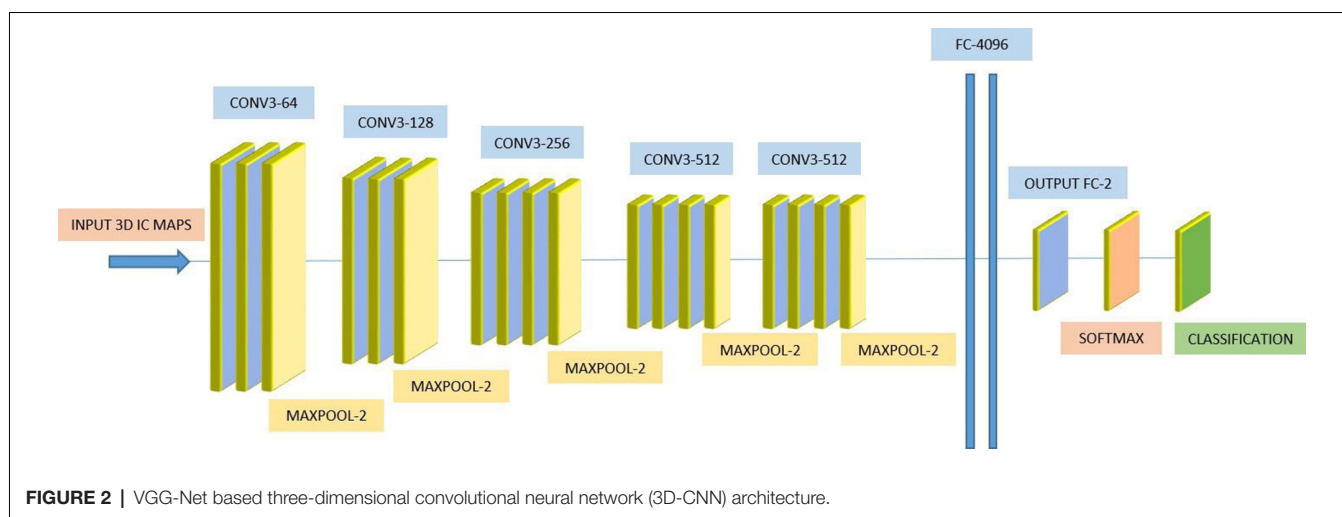 FC-4096
CONV3-64
CONV3-128
CONV3-256
CONV3-512
CONV3-512
OUTPUT FC-2
INPUT 3D IC MAPS
SOFTMAX
CLASSIFICATION
MAXPOOL-2
MAXPOOL-2
MAXPOOL-2
MAXPOOL-2
MAXPOOL-2
FIGURE 2 | VGG-Net based three-dimensional convolutional neural network (3D-CNN) architecture.